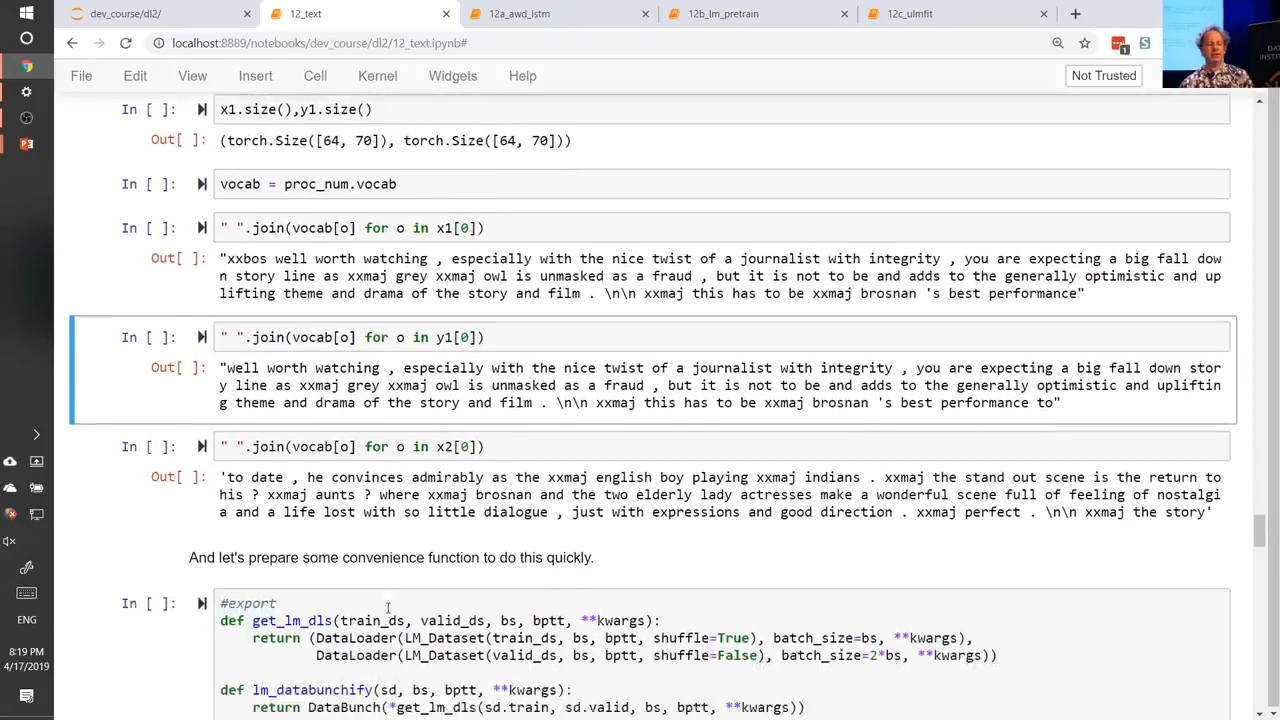 dev_course/dl2/ × 12_text × 12a_awd_lstm × 12b_lm_pretrain × 12c_ulmfit × +
localhost:8889/notebooks/dev_course/dl2/12_text.ipynb#
File Edit View Insert Cell Kernel Widgets Help Not Trusted
In [ ]: x1.size(),y1.size()
Out[ ]: (torch.Size([64, 70]), torch.Size([64, 70]))
In [ ]: vocab = proc_num.vocab
In [ ]: " ".join(vocab[o] for o in x1[0])
Out[ ]: "xxbos well worth watching , especially with the nice twist of a journalist with integrity , you are expecting a big fall dow
n story line as xxmaj grey xxmaj owl is unmasked as a fraud , but it is not to be and adds to the generally optimistic and up
lifting theme and drama of the story and film . \n\n xxmaj this has to be xxmaj brosnan 's best performance"
In [ ]: " ".join(vocab[o] for o in y1[0])
Out[ ]: "well worth watching , especially with the nice twist of a journalist with integrity , you are expecting a big fall down stor
y line as xxmaj grey xxmaj owl is unmasked as a fraud , but it is not to be and adds to the generally optimistic and upliftin
g theme and drama of the story and film . \n\n xxmaj this has to be xxmaj brosnan 's best performance to"
In [ ]: " ".join(vocab[o] for o in x2[0])
Out[ ]: 'to date , he convinces admirably as the xxmaj english boy playing xxmaj indians . xxmaj the stand out scene is the return to
his ? xxmaj aunts ? where xxmaj brosnan and the two elderly lady actresses make a wonderful scene full of feeling of nostalgi
a and a life lost with so little dialogue , just with expressions and good direction . xxmaj perfect . \n\n xxmaj the story'
And let's prepare some convenience function to do this quickly.
In [ ]: #export
def get_lm_dls(train_ds, valid_ds, bs, bptt, **kwargs):
return (DataLoader(LM_Dataset(train_ds, bs, bptt, shuffle=True), batch_size=bs, **kwargs),
DataLoader(LM_Dataset(valid_ds, bs, bptt, shuffle=False), batch_size=2*bs, **kwargs))
def lm_databunchify(sd, bs, bptt, **kwargs):
return DataBunch(*get_lm_dls(sd.train, sd.valid, bs, bptt, **kwargs))
ENG
8:19 PM
4/17/2019